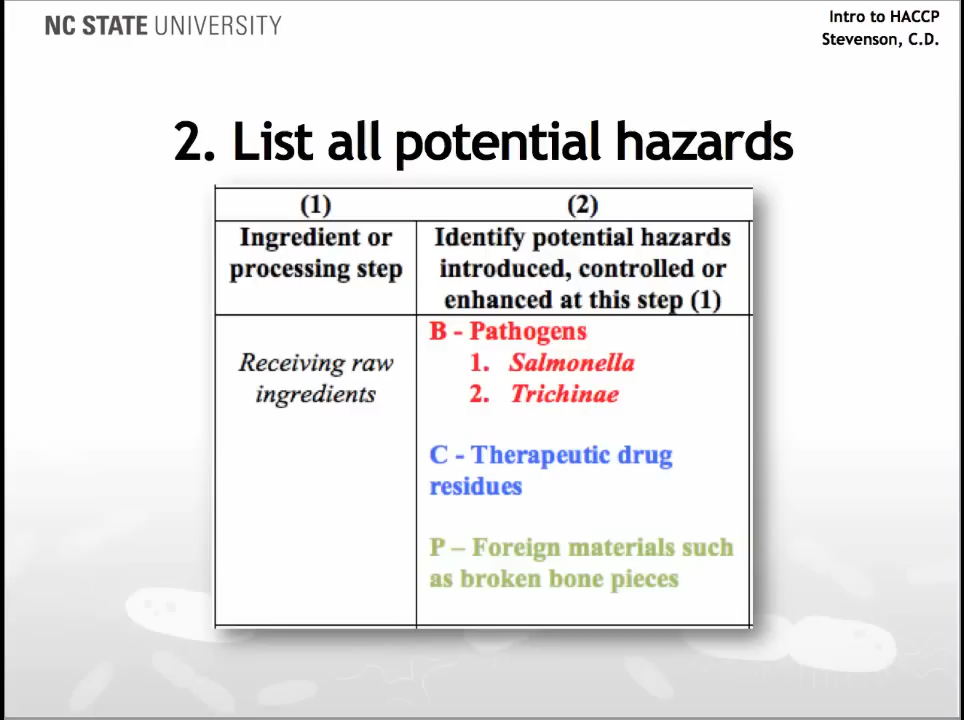 NC STATE UNIVERSITY
Intro to HACCP
Stevenson, C.D.
2. List all potential hazards
(1)
(2)
Ingredient or
processing step
Identify potential hazards
introduced, controlled or
enhanced at this step (1)
Receiving raw
ingredients
B - Pathogens
1. Salmonella
2. Trichinae
C - Therapeutic drug
residues
P – Foreign materials such
as broken bone pieces